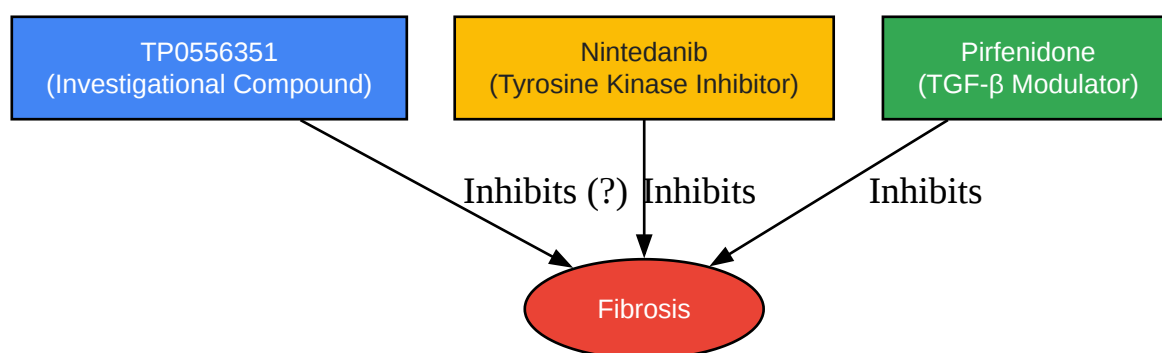 TP0556351
(Investigational Compound)
Nintedanib
(Tyrosine Kinase Inhibitor)
Pirfenidone
(TGF-β Modulator)
Inhibits (?)
Inhibits
Inhibits
Fibrosis